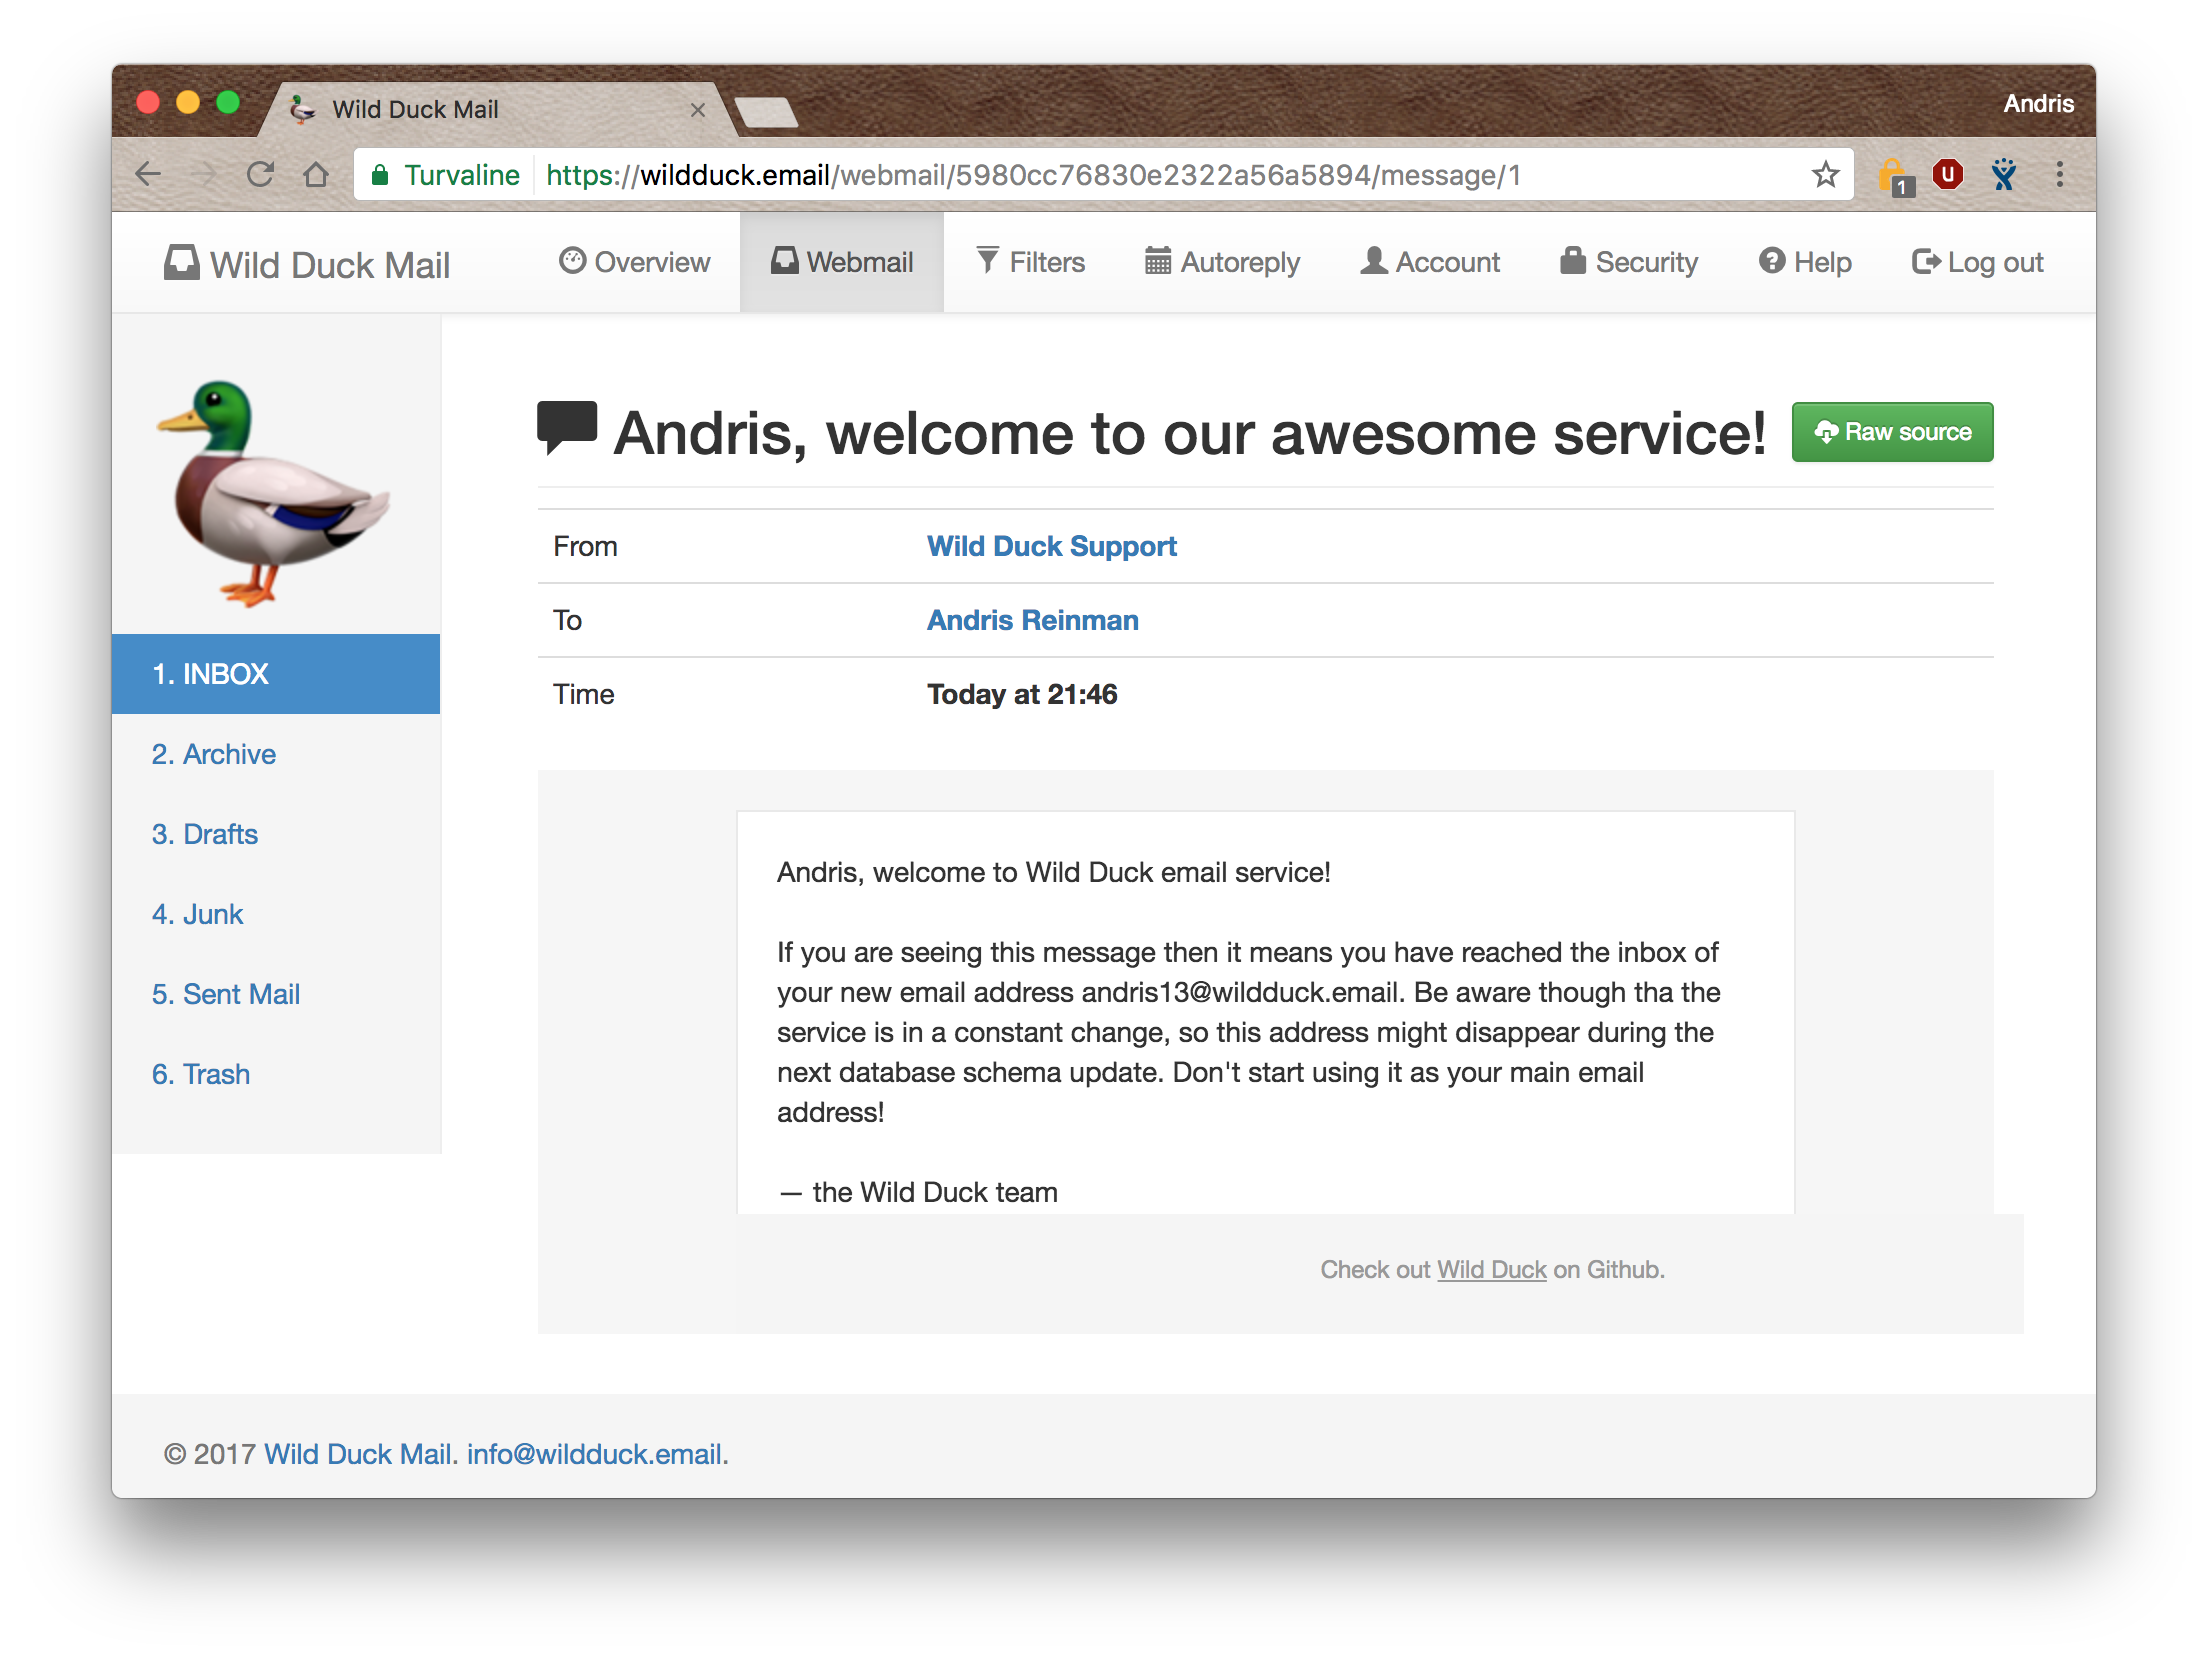 Wild Duck Mail
Andris
Turvaline https://wildduck.email/webmail/5980cc76830e2322a56a5894/message/1
1
U
Wild Duck Mail
Overview
Webmail
Filters
Autoreply
Account
Security
Help
Log out
1. INBOX
2. Archive
3. Drafts
4. Junk
5. Sent Mail
6. Trash
Andris, welcome to our awesome service!
Raw source
From Wild Duck Support
To Andris Reinman
Time Today at 21:46
Andris, welcome to Wild Duck email service!
If you are seeing this message then it means you have reached the inbox of
your new email address andris13@wildduck.email. Be aware though tha the
service is in a constant change, so this address might disappear during the
next database schema update. Don't start using it as your main email
address!
— the Wild Duck team
Check out Wild Duck on Github.
© 2017 Wild Duck Mail. info@wildduck.email.